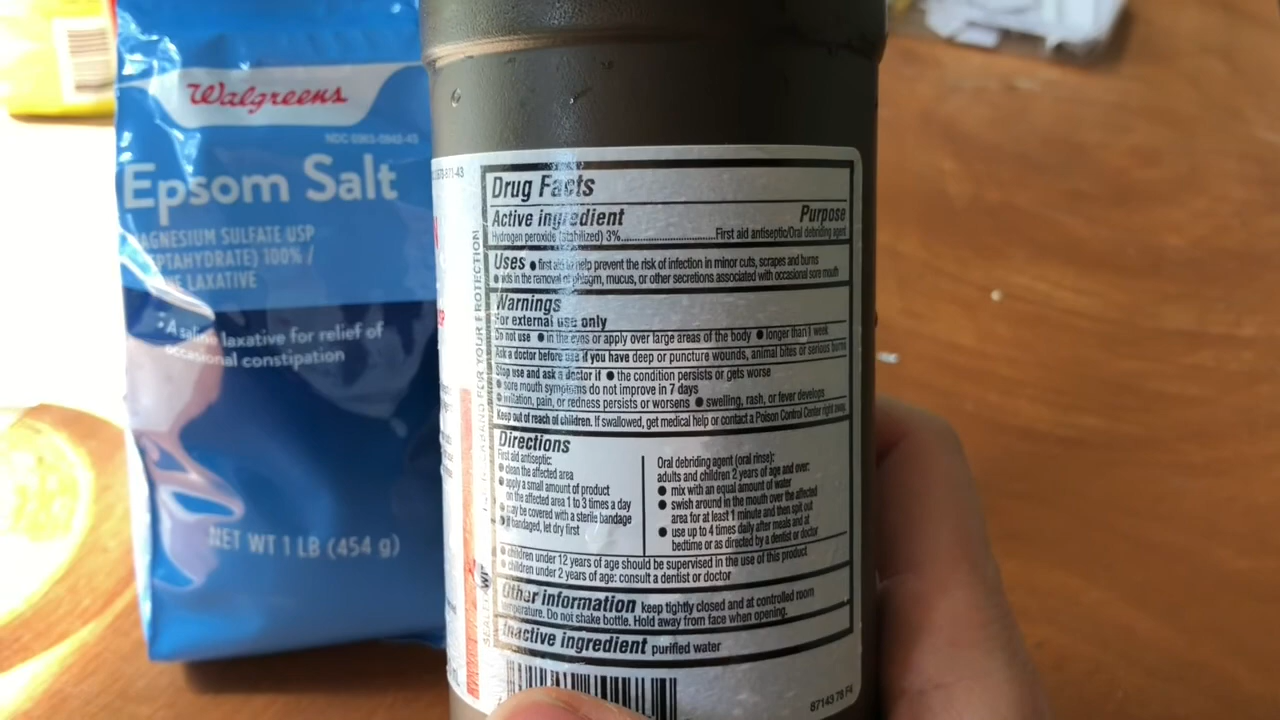 Walgreens
NDC 0363-0840-43
Epsom Salt
AGNESIUM SULFATE USP
PTAHYDRATE) 100% /
E LAXATIVE
• A saline laxative for relief of
occasional constipation
NET WT 1 LB (454 g)
FOR YOUR PROTECTION
Drug Facts
Active ingredient Purpose
Hydrogen peroxide (stabilized) 3%..............................First aid antiseptic/Oral debriding agent
Uses ● first aid to help prevent the risk of infection in minor cuts, scrapes and burns
● aids in the removal of phlegm, mucus, or other secretions associated with occasional sore mouth
Warnings
For external use only
Do not use ● in the eyes or apply over large areas of the body ● longer than 1 week
Ask a doctor before use if you have deep or puncture wounds, animal bites or serious burns
Stop use and ask a doctor if ● the condition persists or gets worse
● sore mouth symptoms do not improve in 7 days
● irritation, pain, or redness persists or worsens ● swelling, rash, or fever develops
Keep out of reach of children. If swallowed, get medical help or contact a Poison Control Center right away.
Directions
First aid antiseptic:
● clean the affected area
● apply a small amount of product
on the affected area 1 to 3 times a day
● may be covered with a sterile bandage
● if bandaged, let dry first
Oral debriding agent (oral rinse):
adults and children 2 years of age and over:
● mix with an equal amount of water
● swish around in the mouth over the affected
area for at least 1 minute and then spit out
● use up to 4 times daily after meals and at
bedtime or as directed by a dentist or doctor
● children under 12 years of age should be supervised in the use of this product
● children under 2 years of age: consult a dentist or doctor
Other information keep tightly closed and at controlled room
temperature. Do not shake bottle. Hold away from face when opening.
Inactive ingredient purified water
87143 78 F4